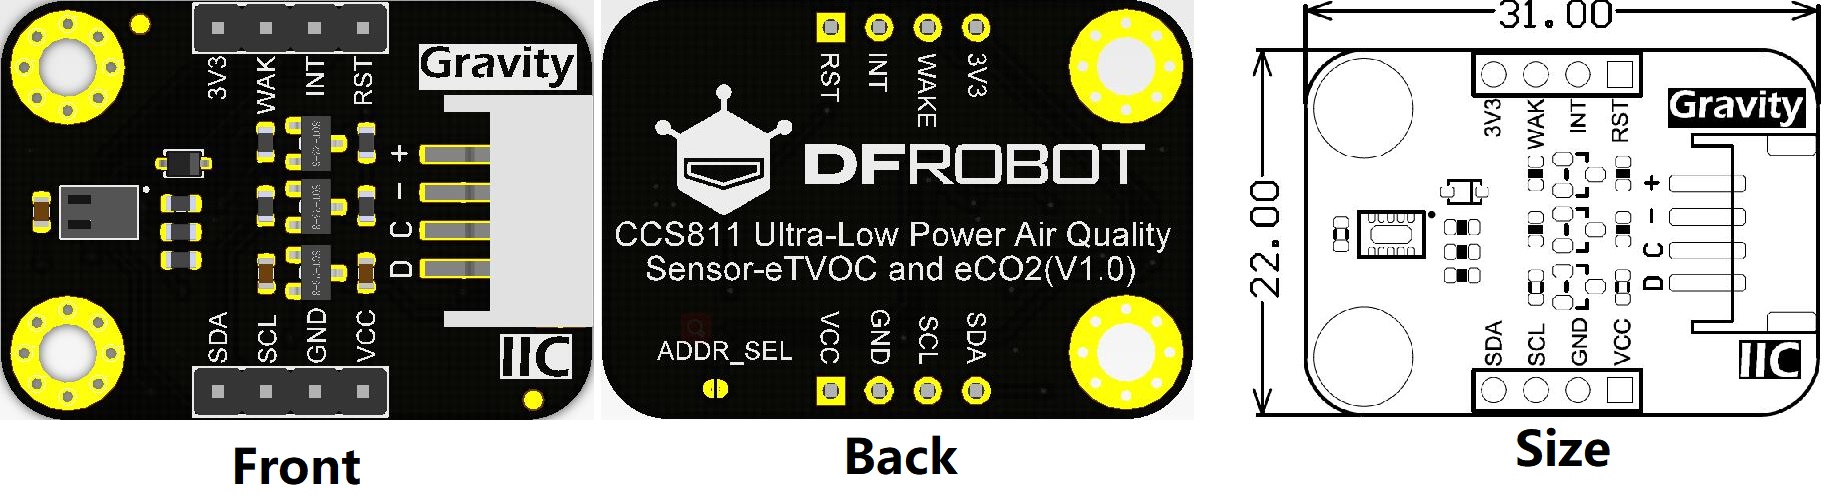 3V3
WAK
INT
RST
Gravity
+
-
C
D
SDA
SCL
GND
VCC
IIC
Front
RST
INT
WAKE
3V3
DFROBOT
CCS811 Ultra-Low Power Air Quality
Sensor-eTVOC and eCO2(V1.0)
ADDR_SEL
VCC
GND
SCL
SDA
Back
31.00
22.00
3V3
WAK
INT
RST
Gravity
+
-
C
D
SDA
SCL
GND
VCC
IIC
Size